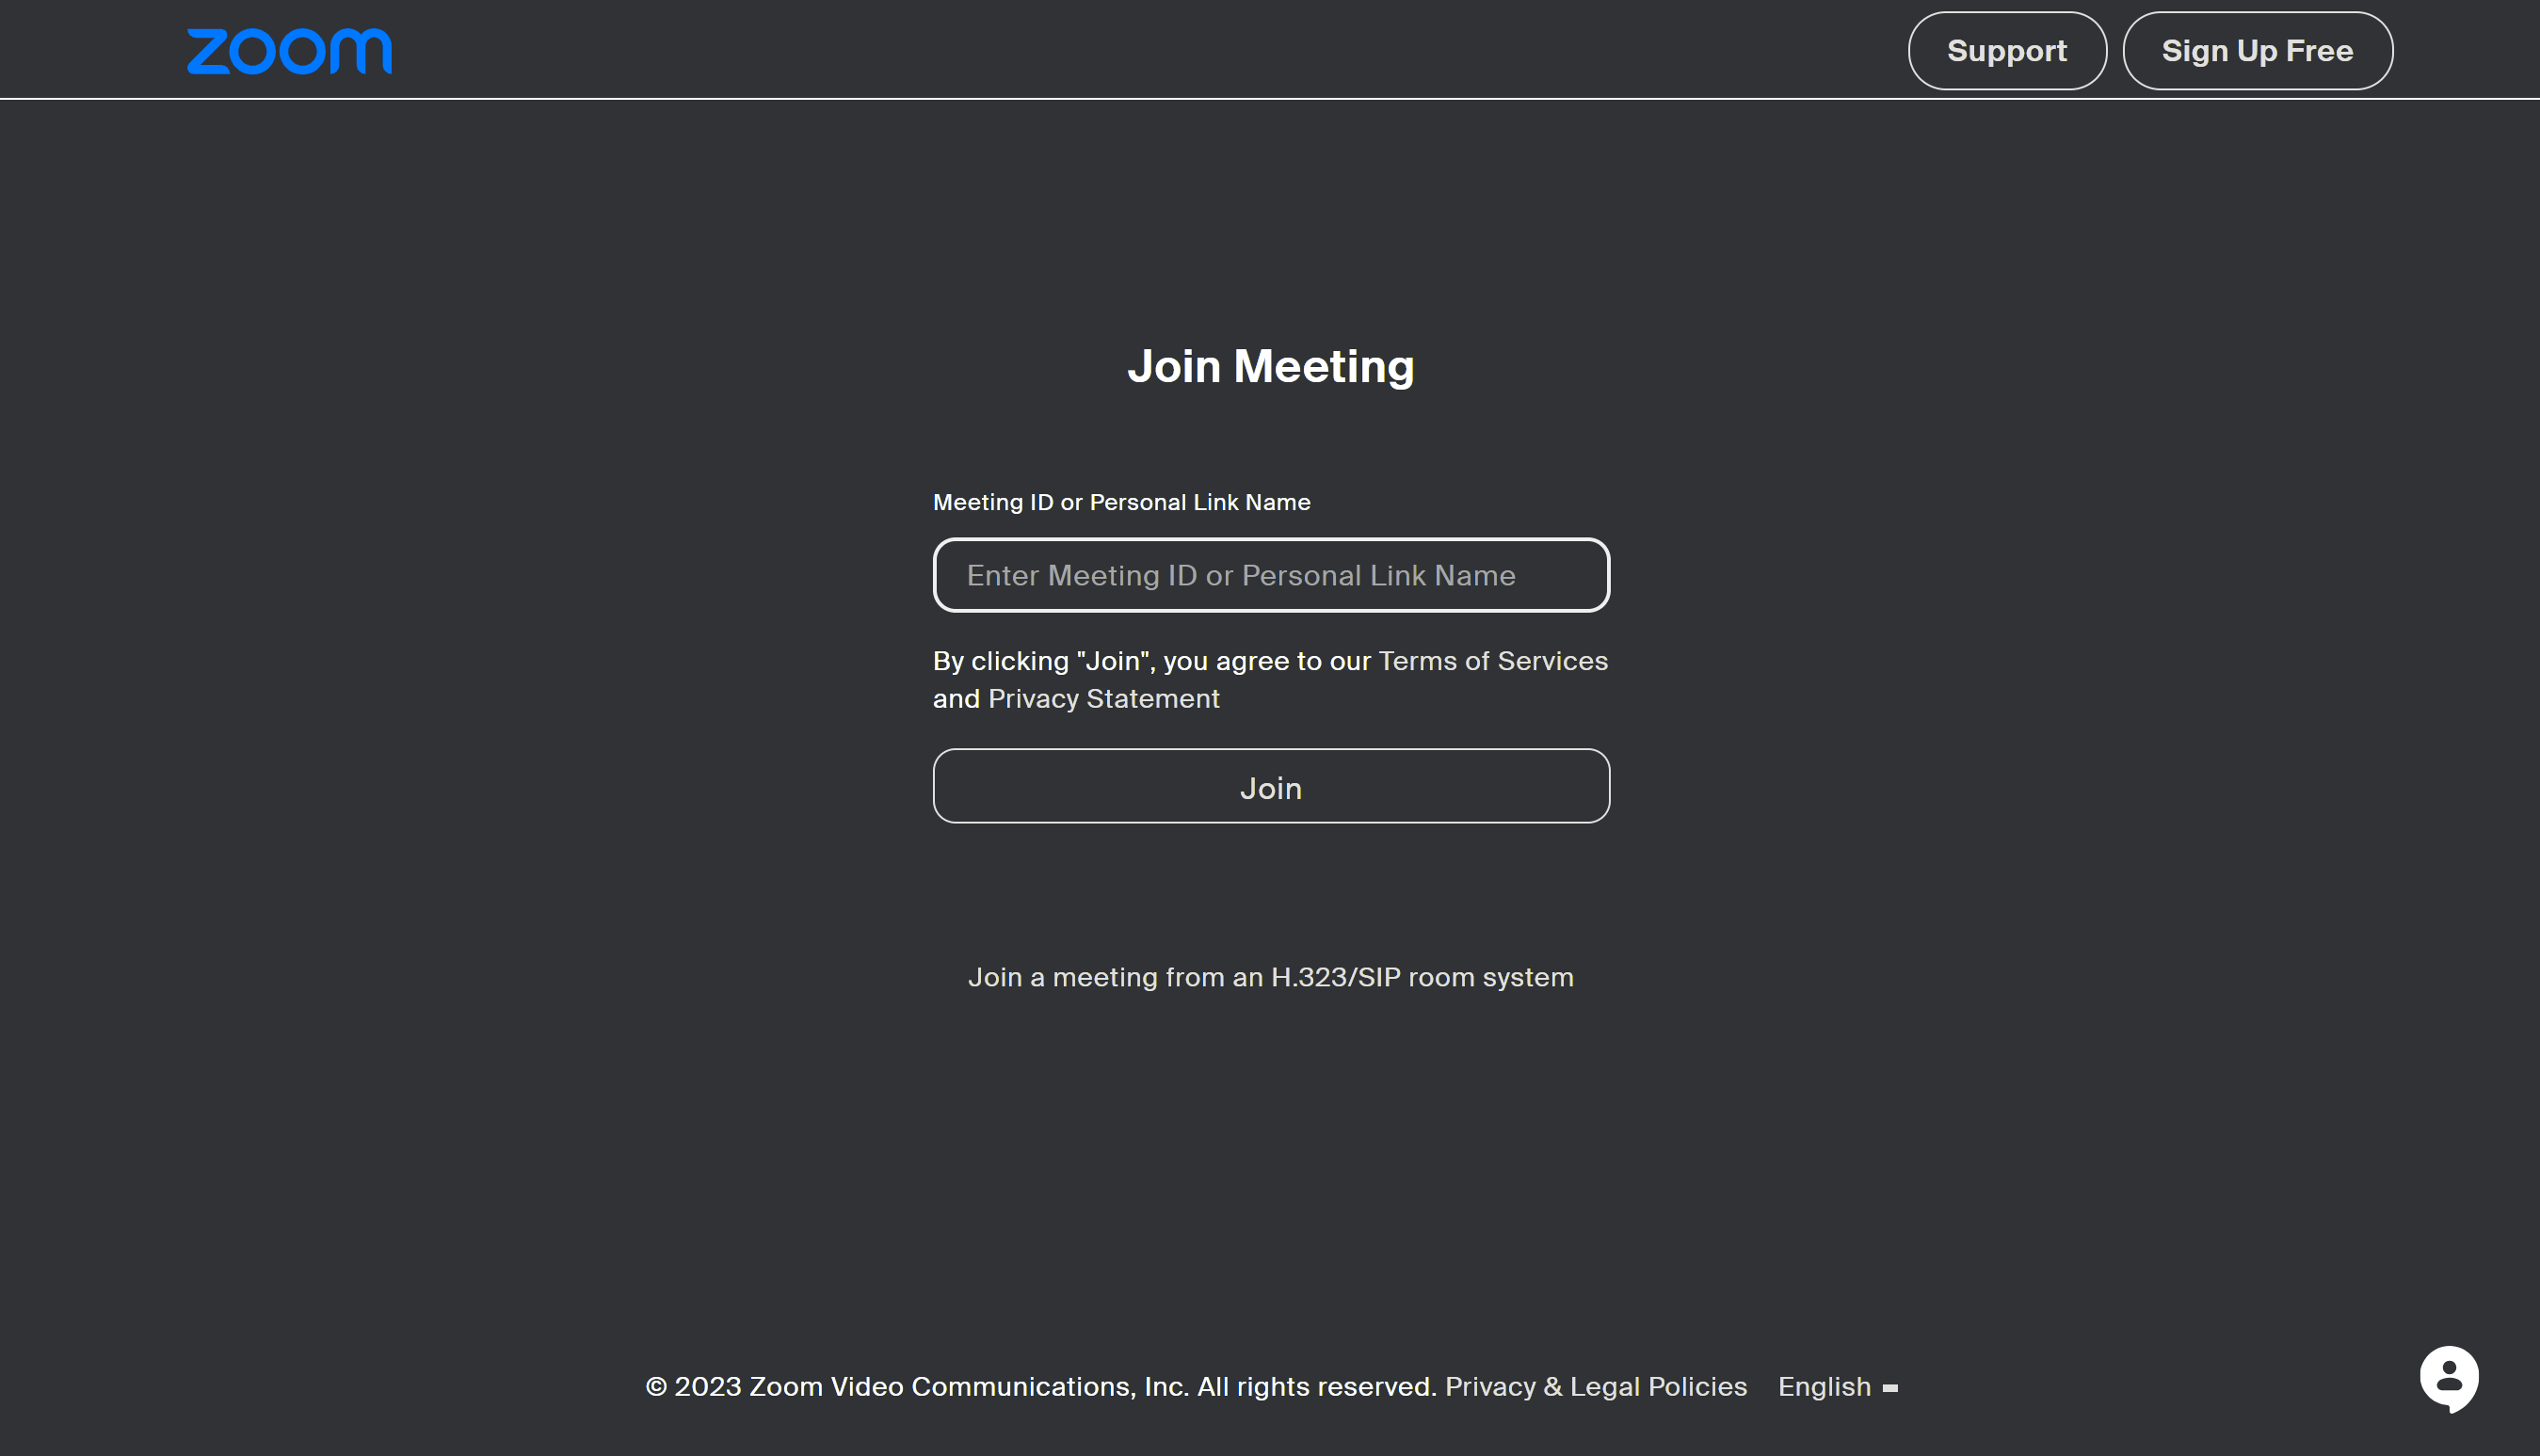 zoom
Support
Sign Up Free
Join Meeting
Meeting ID or Personal Link Name
Enter Meeting ID or Personal Link Name
By clicking "Join", you agree to our Terms of Services
and Privacy Statement
Join
Join a meeting from an H.323/SIP room system
© 2023 Zoom Video Communications, Inc. All rights reserved. Privacy & Legal Policies English